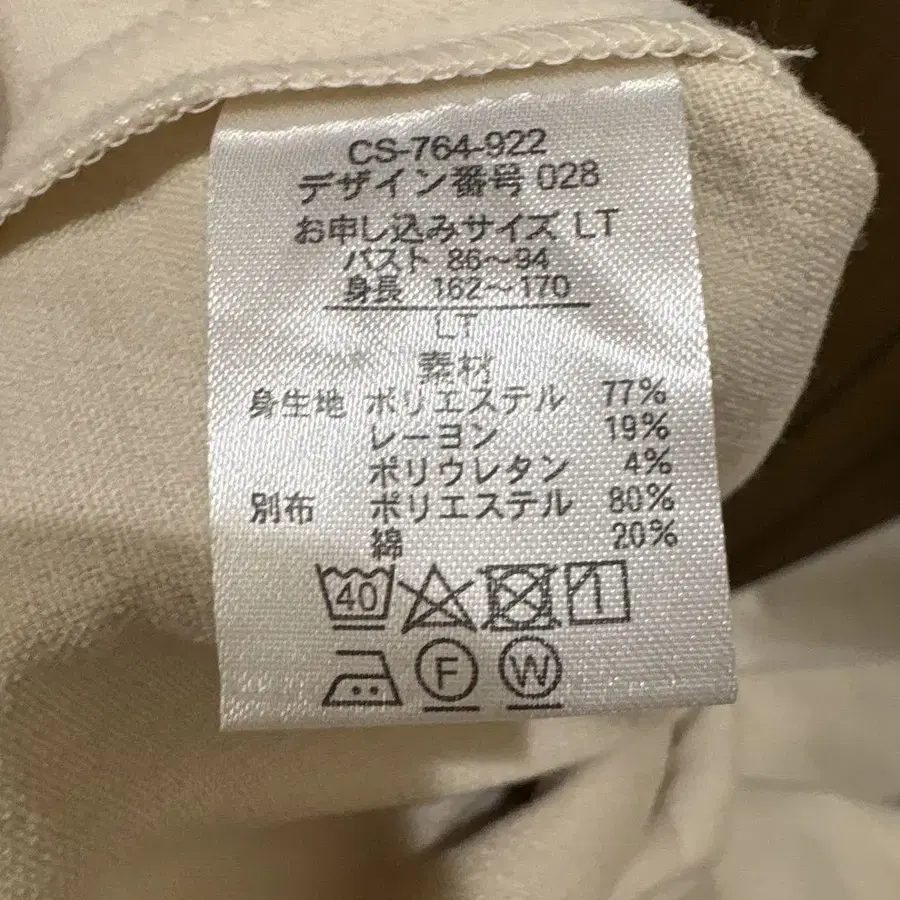 CS-764-922
デザイン番号 028
お申し込みサイズ LT
バスト 86〜94
身長 162〜170
LT
素材
身生地 ポリエステル 77%
レーヨン 19%
ポリウレタン 4%
別布 ポリエステル 80%
綿 20%
40
F W